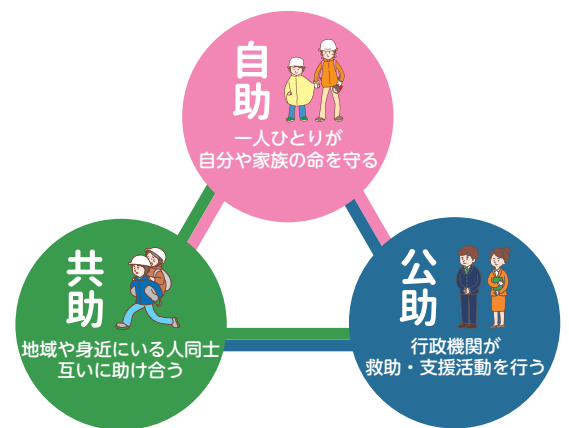 自助
一人ひとりが
自分や家族の命を守る
共助
地域や身近にいる人同士
互いに助け合う
公助
行政機関が
救助・支援活動を行う